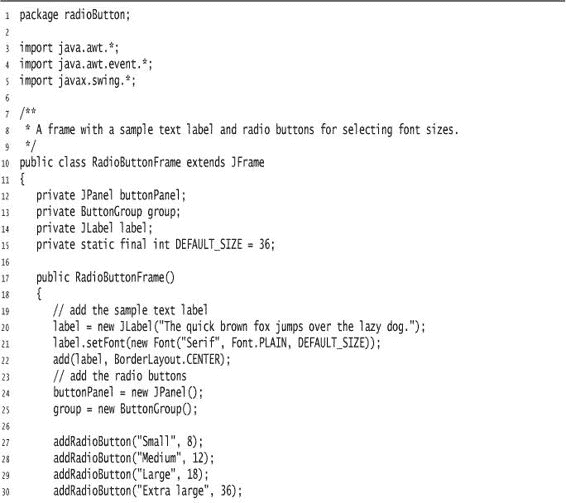 1 package radioButton;
2
3 import java.awt.*;
4 import java.awt.event.*;
5 import javax.swing.*;
6
7 /**
8  * A frame with a sample text label and radio buttons for selecting font sizes.
9  */
10 public class RadioButtonFrame extends JFrame
11 {
12    private JPanel buttonPanel;
13    private ButtonGroup group;
14    private JLabel label;
15    private static final int DEFAULT_SIZE = 36;
16
17    public RadioButtonFrame()
18    {
19       // add the sample text label
20       label = new JLabel("The quick brown fox jumps over the lazy dog.");
21       label.setFont(new Font("Serif", Font.PLAIN, DEFAULT_SIZE));
22       add(label, BorderLayout.CENTER);
23       // add the radio buttons
24       buttonPanel = new JPanel();
25       group = new ButtonGroup();
26
27       addRadioButton("Small", 8);
28       addRadioButton("Medium", 12);
29       addRadioButton("Large", 18);
30       addRadioButton("Extra large", 36);